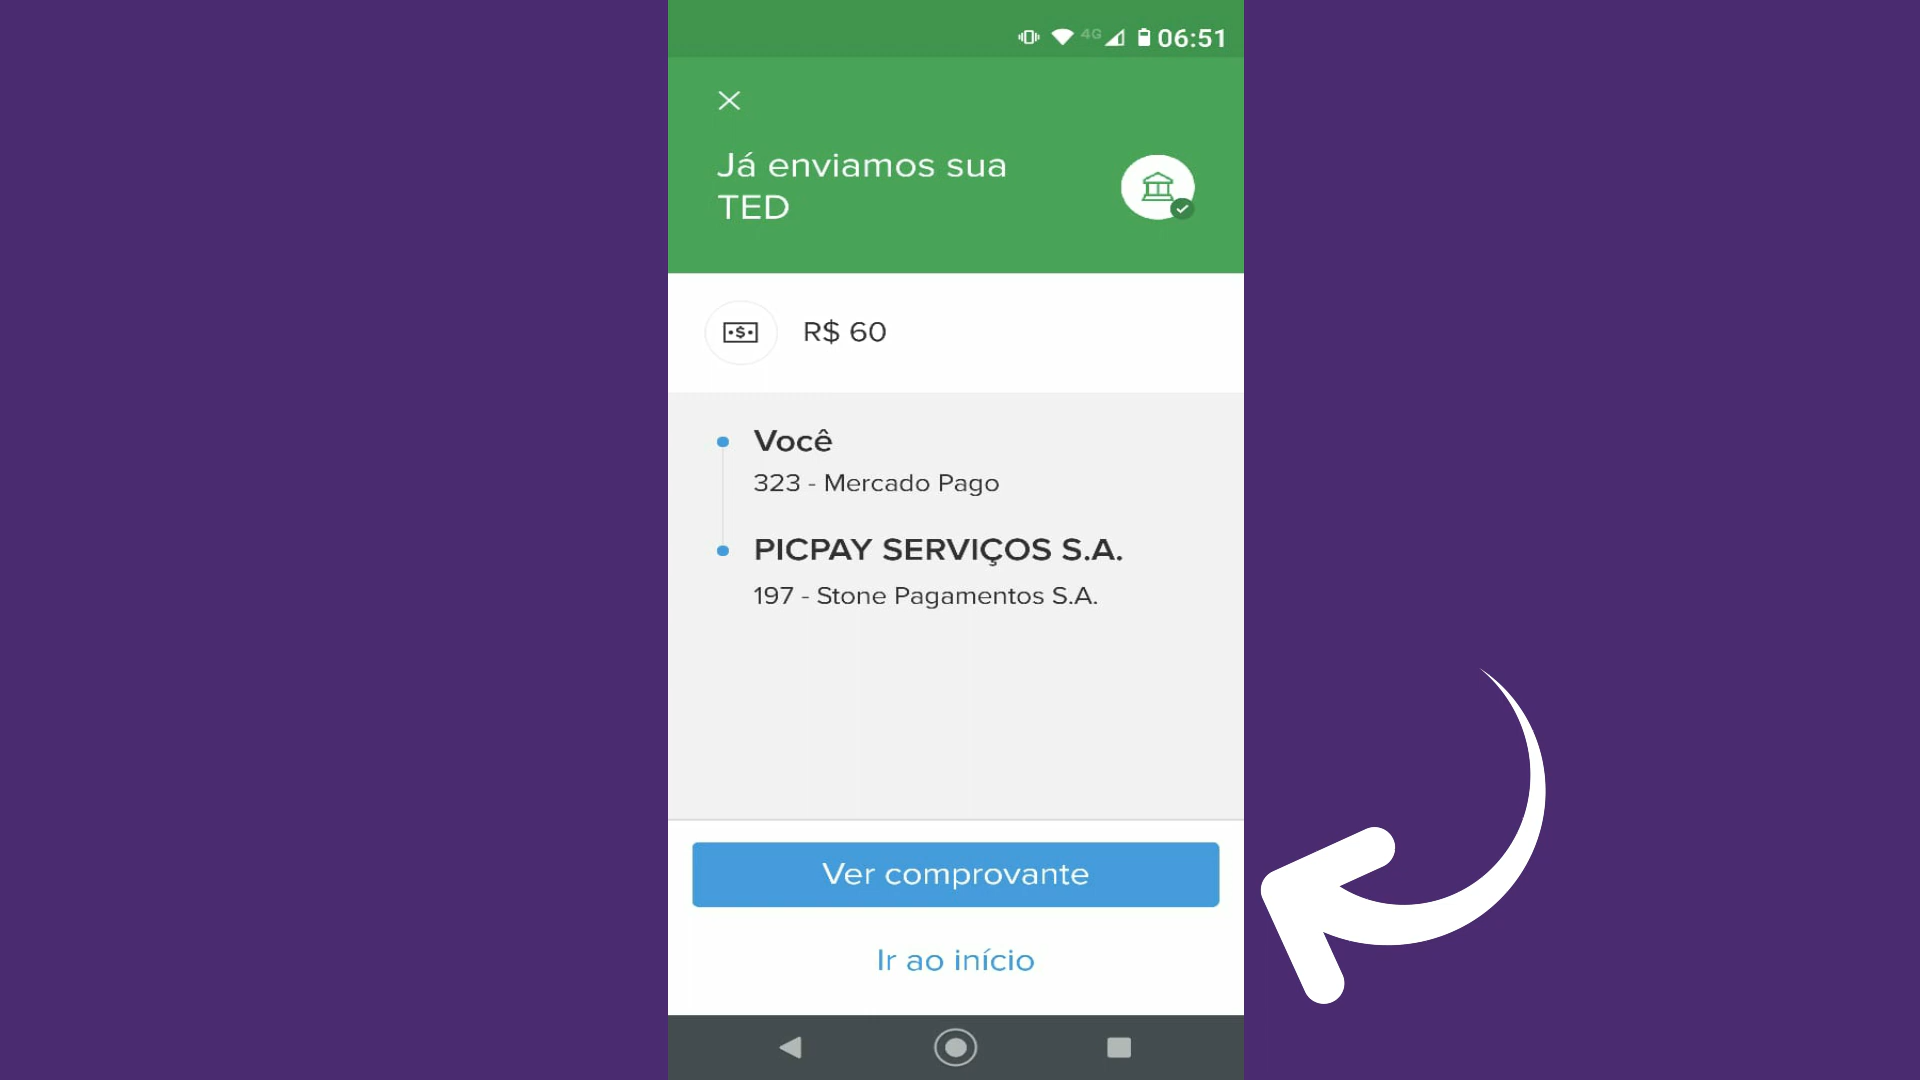 4G 06:51
Já enviamos sua
TED
R$ 60
Você
323 - Mercado Pago
PICPAY SERVIÇOS S.A.
197 - Stone Pagamentos S.A.
Ver comprovante
Ir ao início